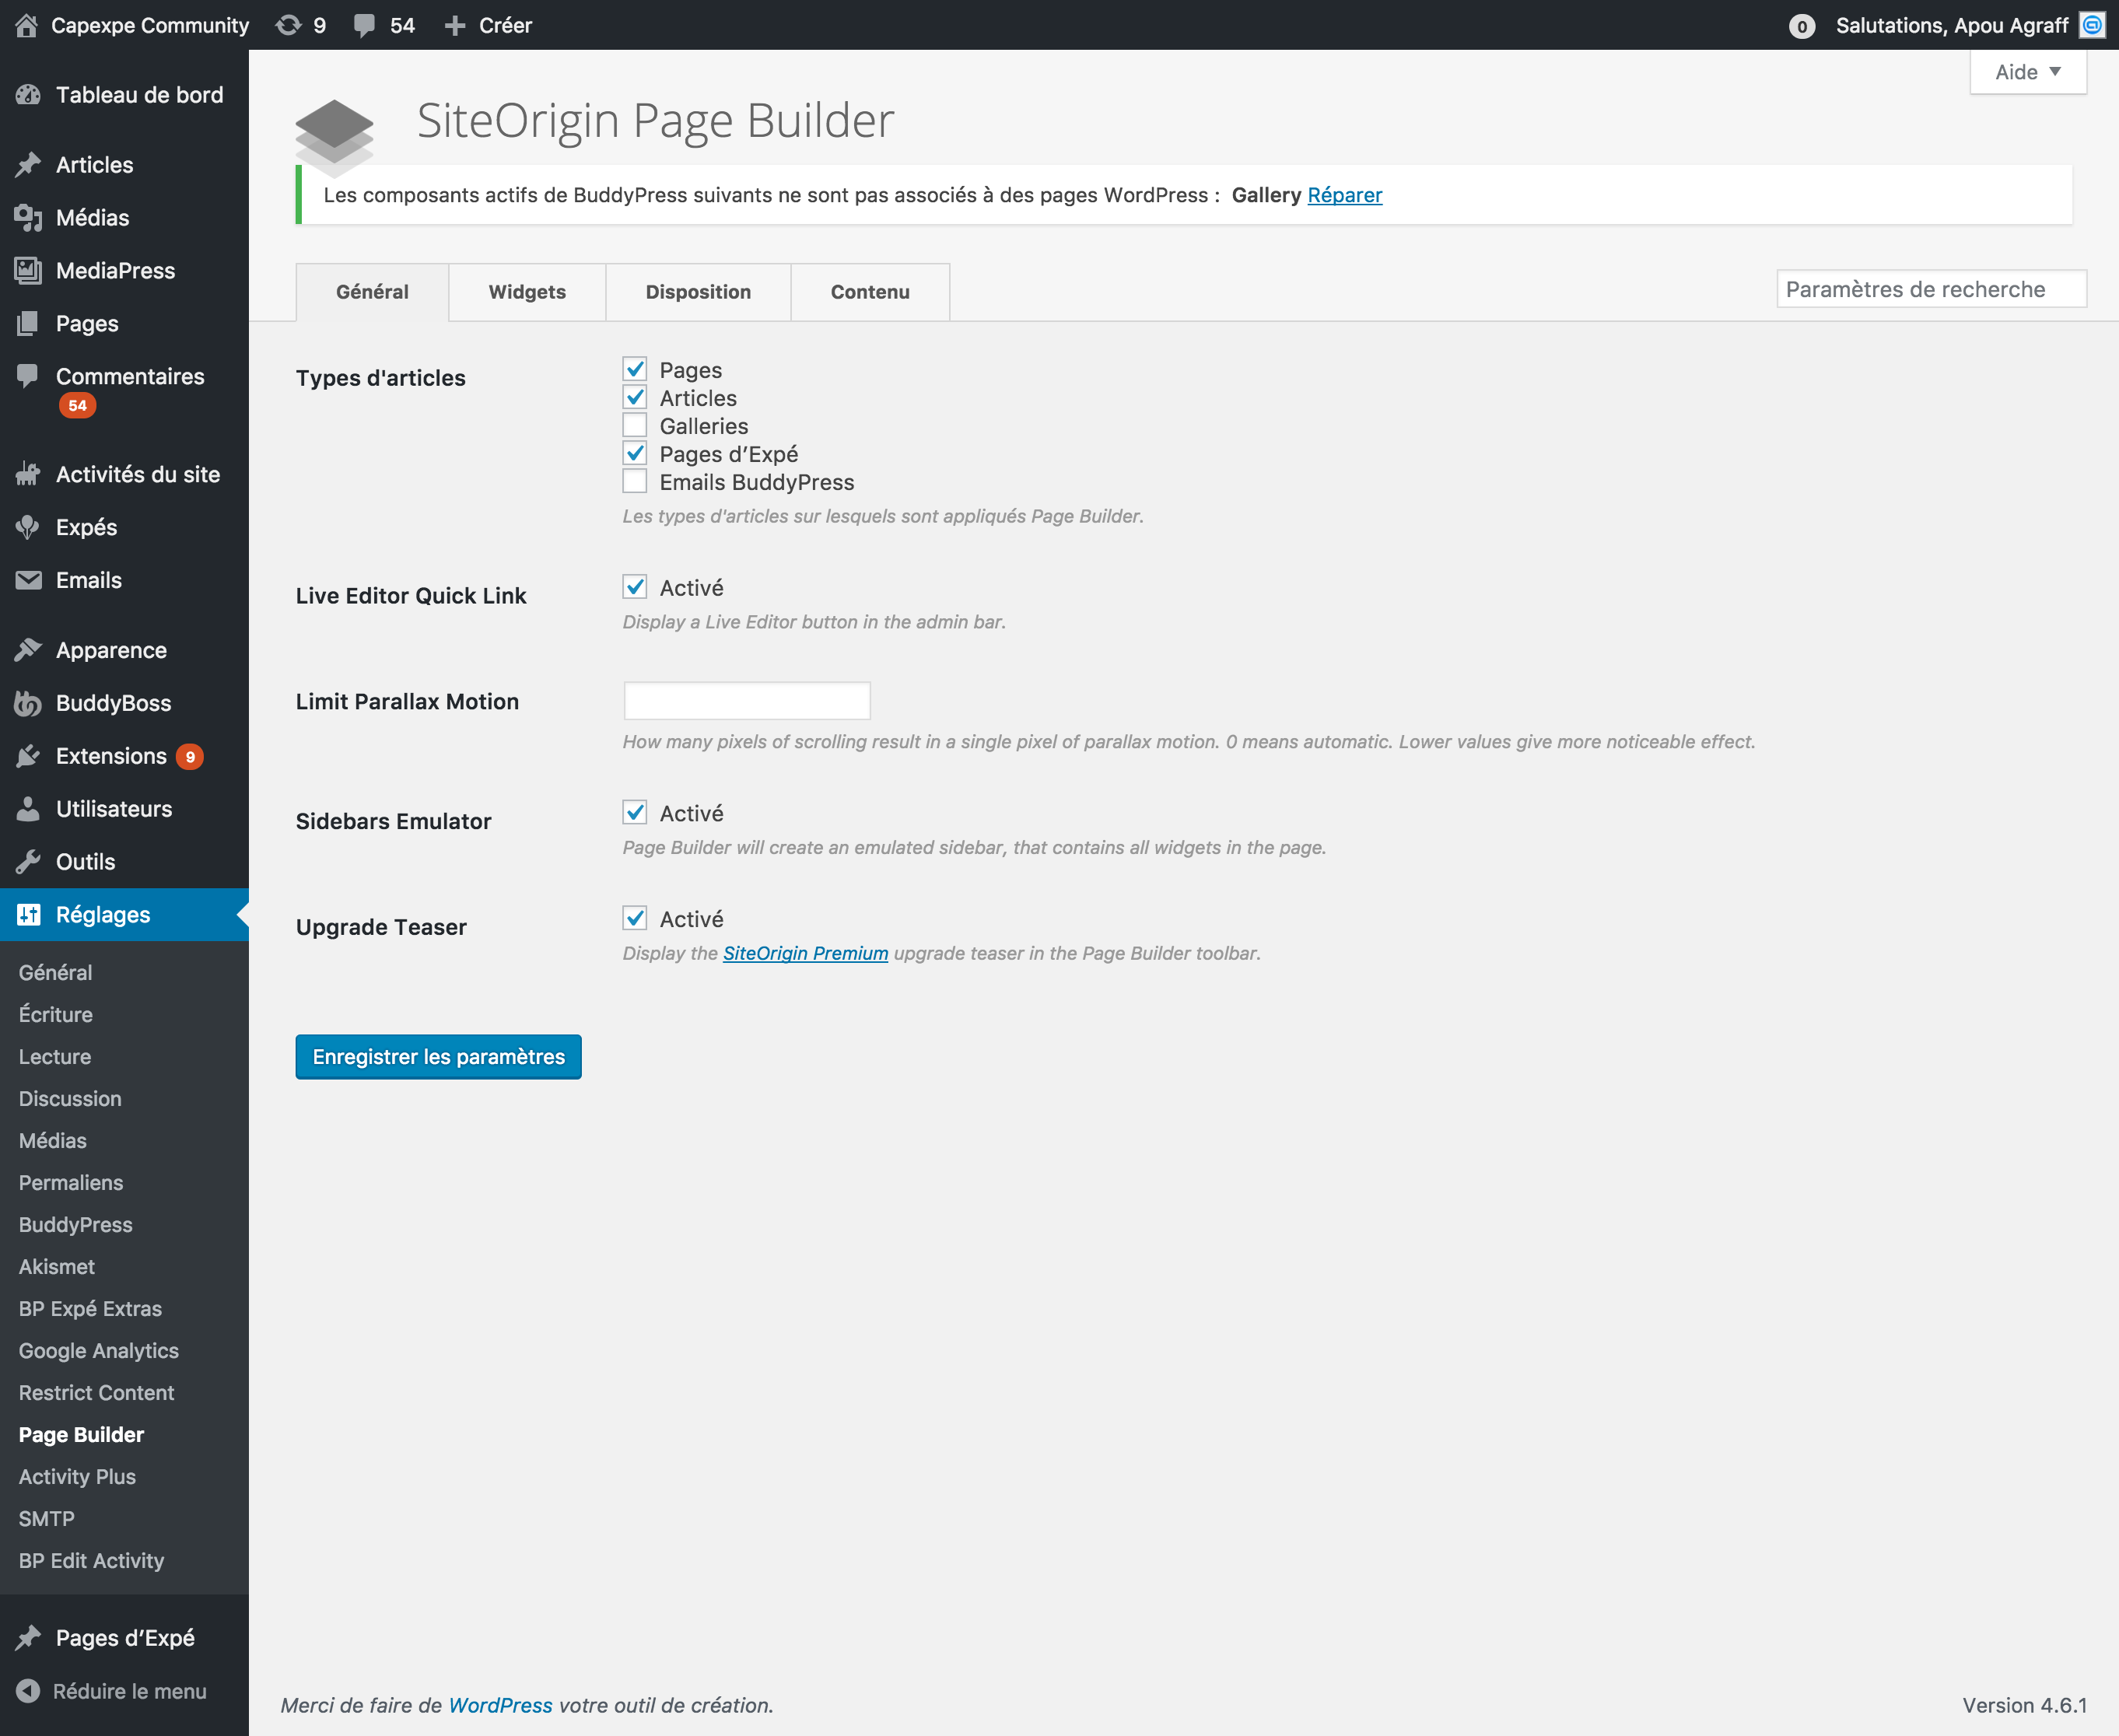 Capexpe Community 9 54 Créer
0 Salutations, Apou Agraff
Aide
Tableau de bord
Articles
Médias
MediaPress
Pages
Commentaires
54
Activités du site
Expés
Emails
Apparence
BuddyBoss
Extensions 9
Utilisateurs
Outils
Réglages
Général
Écriture
Lecture
Discussion
Médias
Permaliens
BuddyPress
Akismet
BP Expé Extras
Google Analytics
Restrict Content
Page Builder
Activity Plus
SMTP
BP Edit Activity
Pages d’Expé
Réduire le menu
SiteOrigin Page Builder
Les composants actifs de BuddyPress suivants ne sont pas associés à des pages WordPress : Gallery Réparer
Général Widgets Disposition Contenu
Paramètres de recherche
Types d'articles
Pages
Articles
Galleries
Pages d’Expé
Emails BuddyPress
Les types d'articles sur lesquels sont appliqués Page Builder.
Live Editor Quick Link
Activé
Display a Live Editor button in the admin bar.
Limit Parallax Motion
How many pixels of scrolling result in a single pixel of parallax motion. 0 means automatic. Lower values give more noticeable effect.
Sidebars Emulator
Activé
Page Builder will create an emulated sidebar, that contains all widgets in the page.
Upgrade Teaser
Activé
Display the SiteOrigin Premium upgrade teaser in the Page Builder toolbar.
Enregistrer les paramètres
Merci de faire de WordPress votre outil de création.
Version 4.6.1